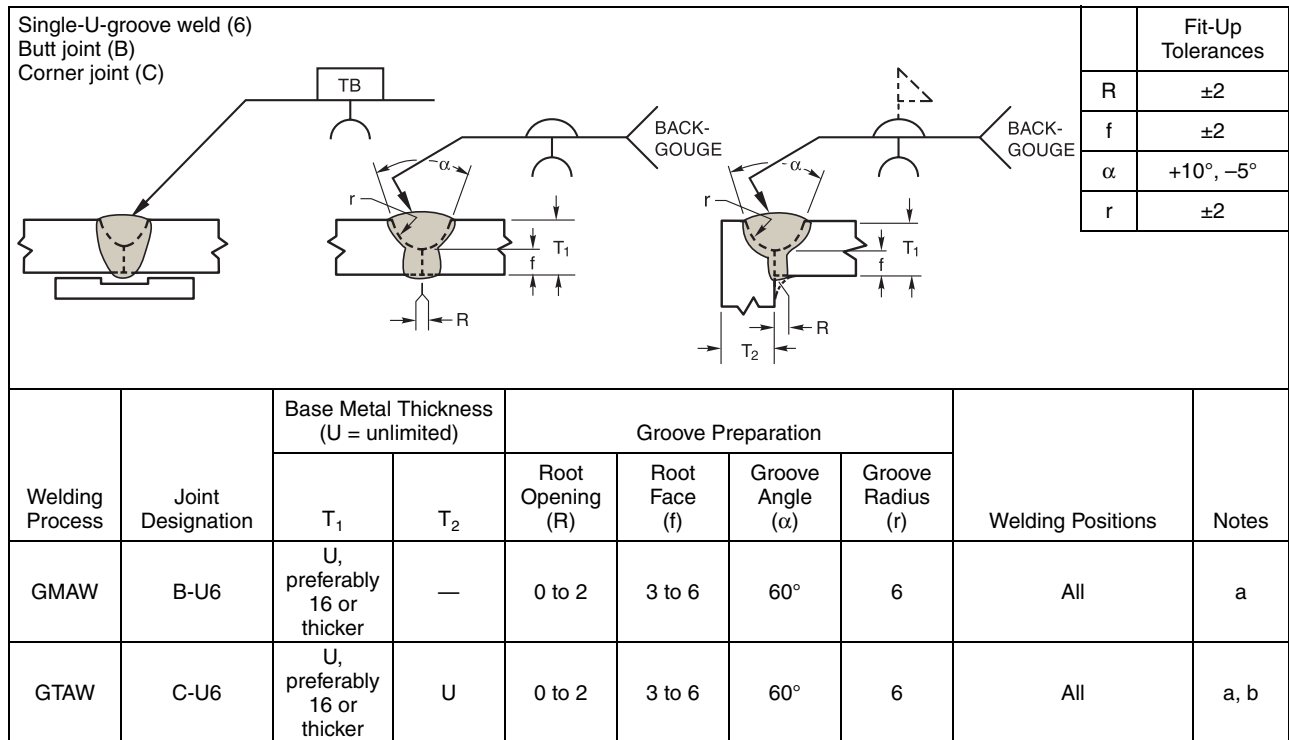 Single-U-groove weld (6)
Butt joint (B)
Corner joint (C)
TB
BACK-
GOUGE
α
r
T1
f
R
BACK-
GOUGE
α
r
T1
f
R
T2
Fit-Up
Tolerances
R ±2
f ±2
α +10°, –5°
r ±2
Welding
Process
Joint
Designation
Base Metal Thickness
(U = unlimited)
T1
T2
Groove Preparation
Root
Opening
(R)
Root
Face
(f)
Groove
Angle
(α)
Groove
Radius
(r)
Welding Positions
Notes
GMAW
B-U6
U,
preferably
16 or
thicker
—
0 to 2
3 to 6
60°
6
All
a
GTAW
C-U6
U,
preferably
16 or
thicker
U
0 to 2
3 to 6
60°
6
All
a, b